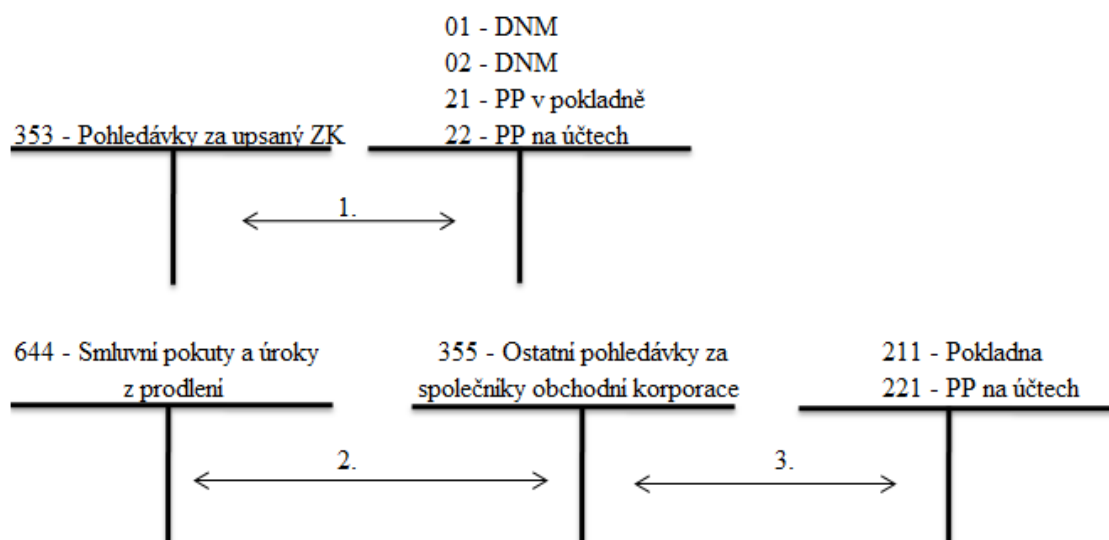 01 - DNM
02 - DNM
21 - PP v pokladně
353 - Pohledávky za upsaný ZK
22 - PP na účtech
1.
644 - Smluvní pokuty a úroky
z prodlení
355 - Ostatní pohledávky za
společníky obchodní korporace
211 - Pokladna
221 - PP na účtech
2.
3.